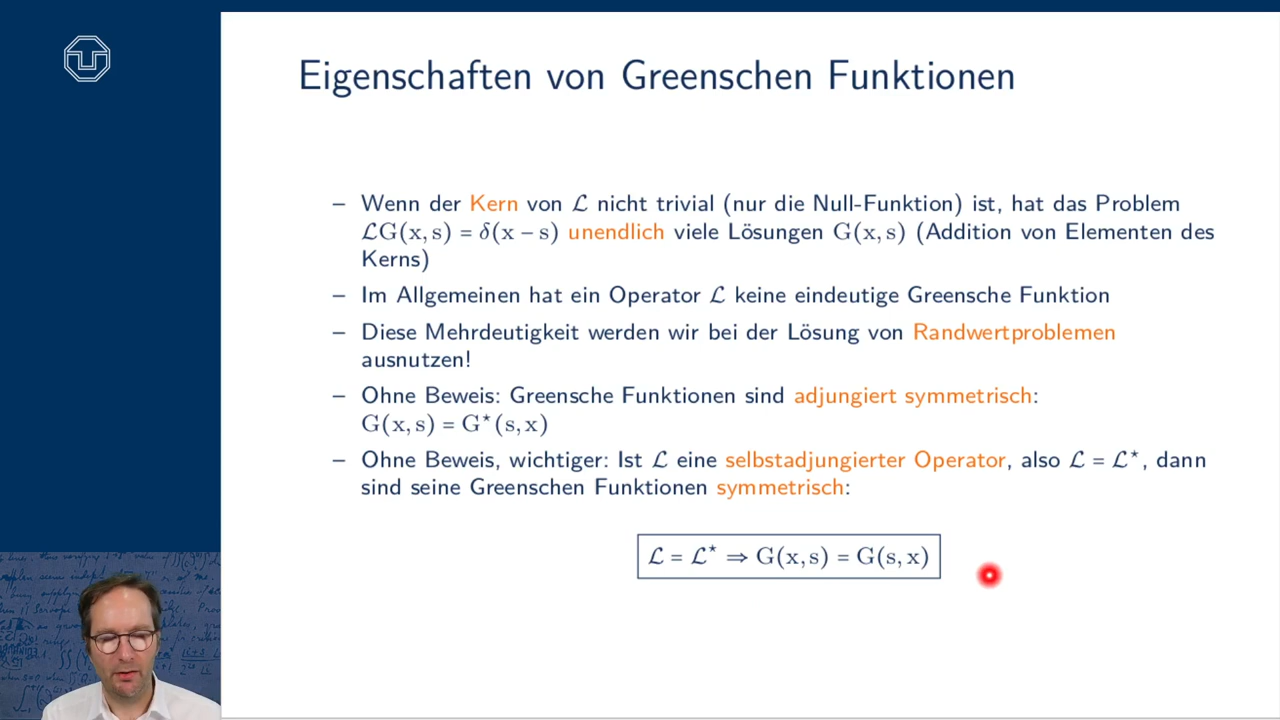 Eigenschaften von Greenschen Funktionen
– Wenn der Kern von ℒ nicht trivial (nur die Null-Funktion) ist, hat das Problem
ℒG(x, s) = δ(x − s) unendlich viele Lösungen G(x, s) (Addition von Elementen des
Kerns)
– Im Allgemeinen hat ein Operator ℒ keine eindeutige Greensche Funktion
– Diese Mehrdeutigkeit werden wir bei der Lösung von Randwertproblemen
ausnutzen!
– Ohne Beweis: Greensche Funktionen sind adjungiert symmetrisch:
G(x, s) = G⋆(s, x)
– Ohne Beweis, wichtiger: Ist ℒ eine selbstadjungierter Operator, also ℒ = ℒ⋆, dann
sind seine Greenschen Funktionen symmetrisch:
ℒ = ℒ⋆ ⇒ G(x, s) = G(s, x)